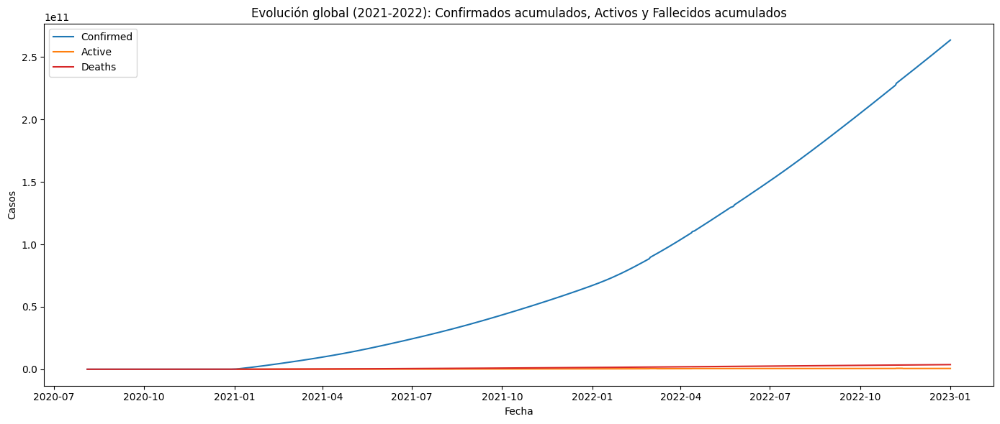 Evolución global (2021-2022): Confirmados acumulados, Activos y Fallecidos acumulados
1e11
Confirmed
Active
Deaths
2.5
2.0
1.5
1.0
0.5
0.0
Casos
2020-07 2020-10 2021-01 2021-04 2021-07 2021-10 2022-01 2022-04 2022-07 2022-10 2023-01
Fecha